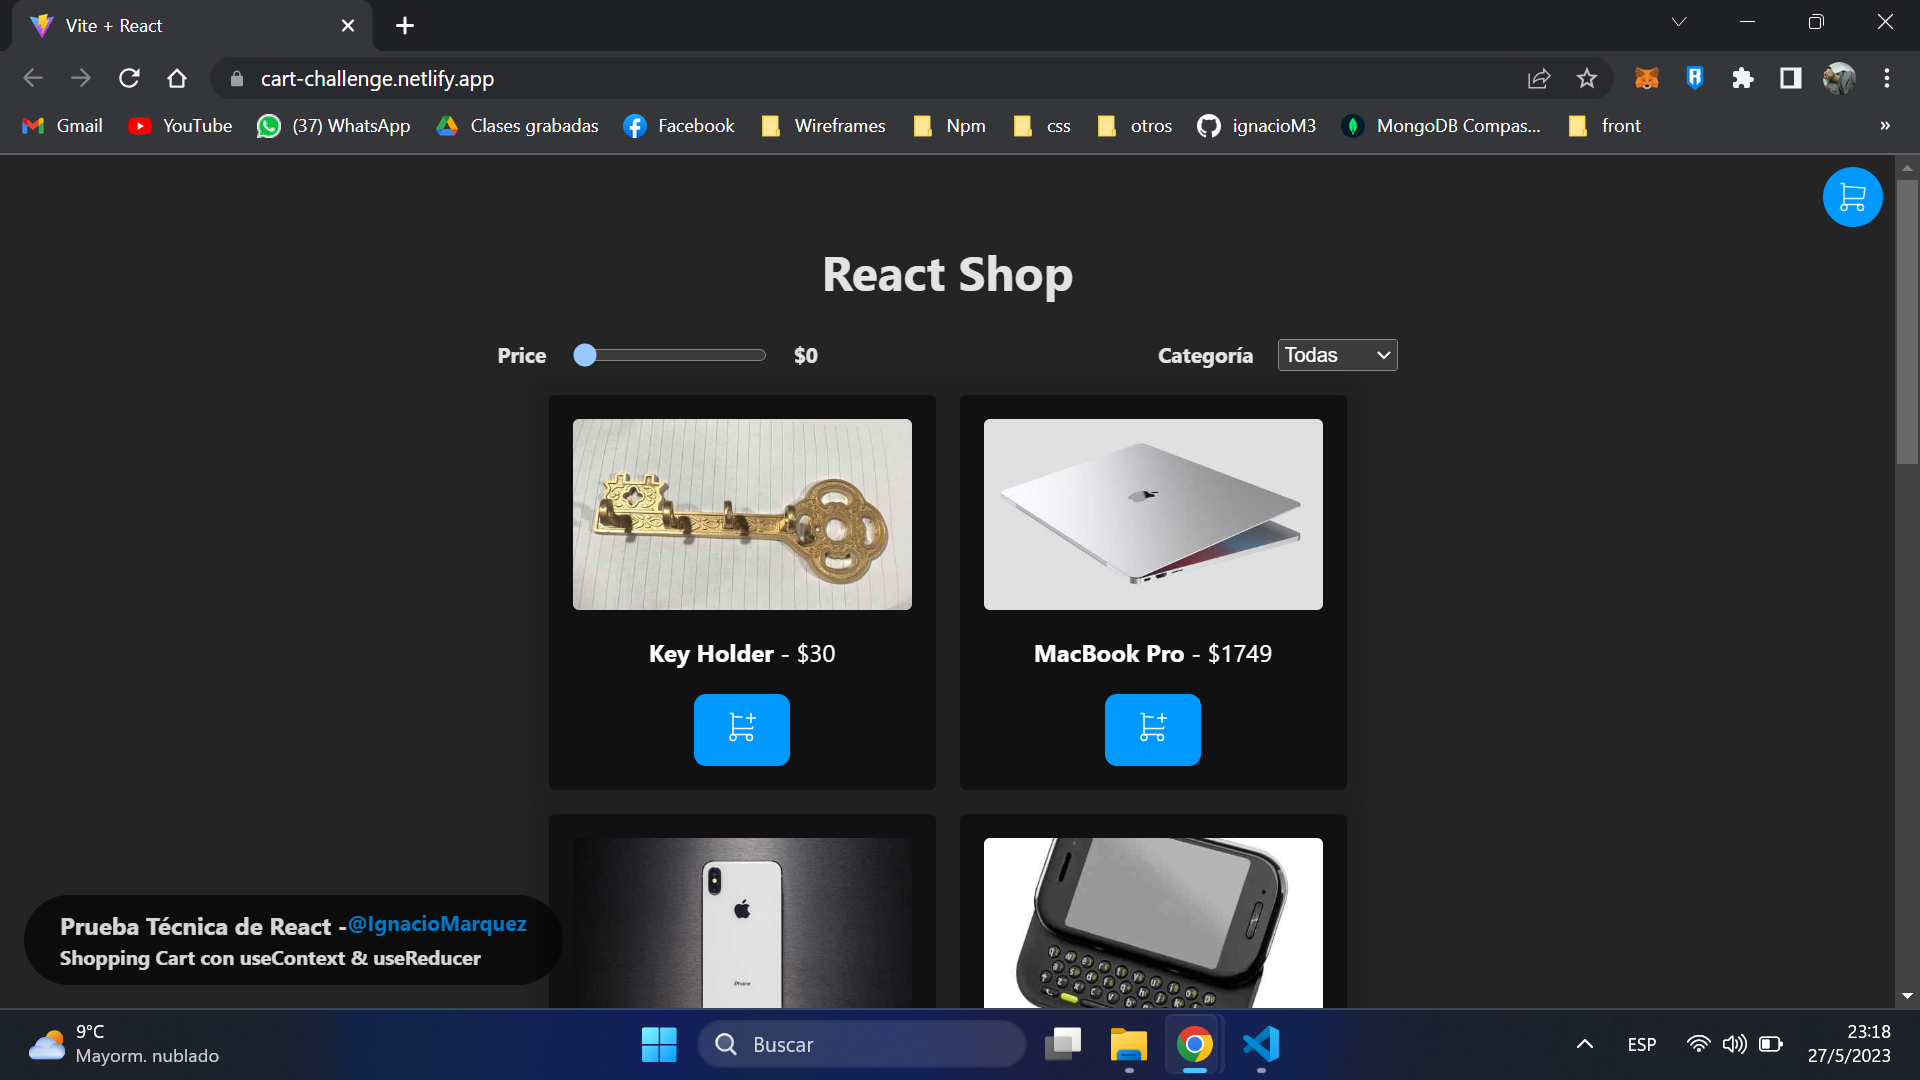 Vite + React
cart-challenge.netlify.app
Gmail
YouTube
(37) WhatsApp
Clases grabadas
Facebook
Wireframes
Npm
css
otros
ignacioM3
MongoDB Compas...
front
»
React Shop
Price
$0
Categoría
Todas
Key Holder - $30
MacBook Pro - $1749
iPhone
Prueba Técnica de React -@IgnacioMarquez
Shopping Cart con useContext & useReducer
9°C
Mayorm. nublado
Buscar
ESP
23:18
27/5/2023